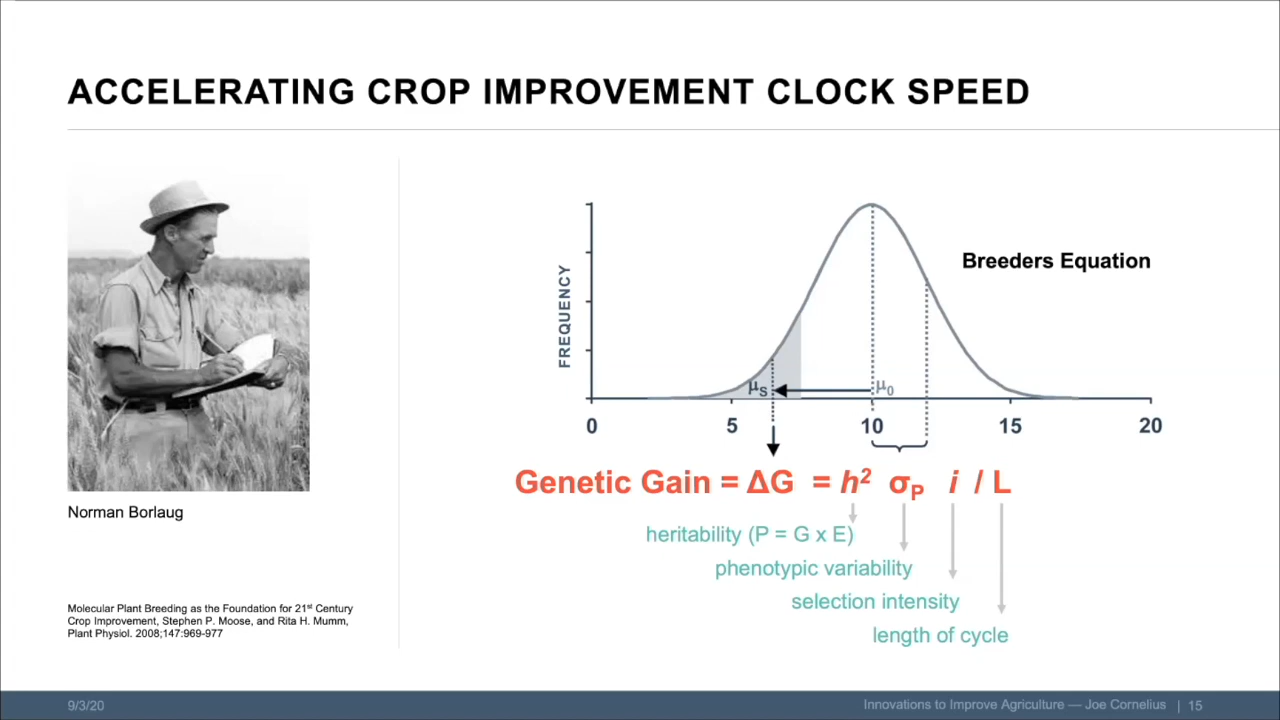 ACCELERATING CROP IMPROVEMENT CLOCK SPEED
Norman Borlaug
Molecular Plant Breeding as the Foundation for 21st Century
Crop Improvement, Stephen P. Moose, and Rita H. Mumm,
Plant Physiol. 2008;147:969-977
FREQUENCY
Breeders Equation
μS
μ0
0 5 10 15 20
Genetic Gain = ΔG = h² σP i / L
heritability (P = G x E)
phenotypic variability
selection intensity
length of cycle
9/3/20
Innovations to Improve Agriculture — Joe Cornelius | 15